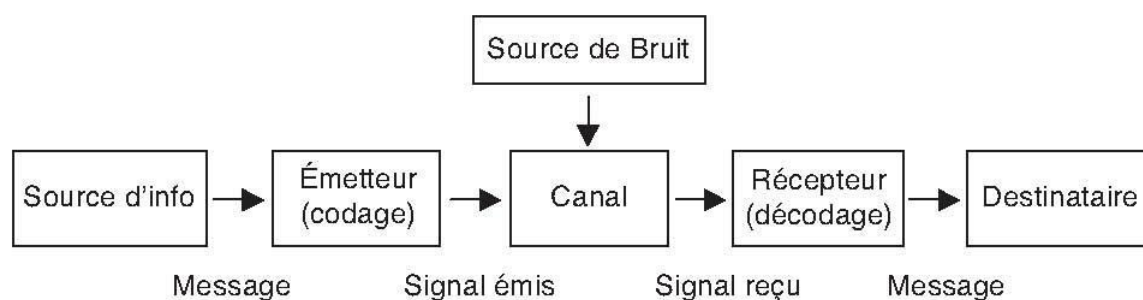 Source de Bruit
Source d'info
Émetteur
(codage)
Canal
Récepteur
(décodage)
Destinataire
Message
Signal émis
Signal reçu
Message